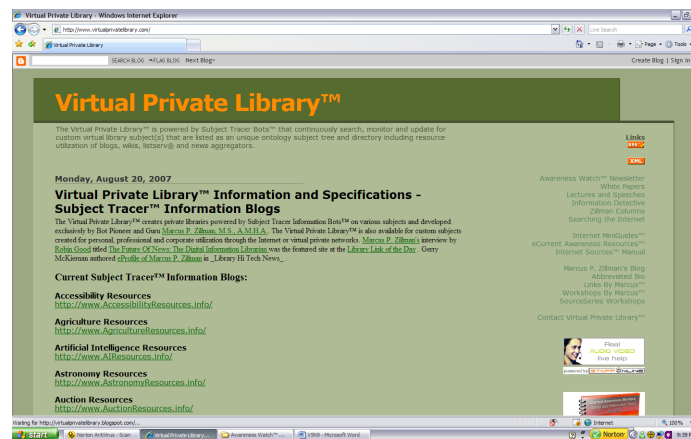 Virtual Private Library - Windows Internet Explorer
http://www.virtualprivatelibrary.com/
Live Search
Virtual Private Library
Page
Tools
SEARCH BLOG FLAG BLOG Next Blog»
Create Blog | Sign In
Virtual Private Library™
The Virtual Private Library™ is powered by Subject Tracer Bots™ that continuously search, monitor and update for
custom virtual library subject(s) that are listed as an unique ontology subject tree and directory including resource
utilization of blogs, wikis, listserv® and news aggregators.
Links
RSS
XML
Monday, August 20, 2007
Virtual Private Library™ Information and Specifications -
Subject Tracer™ Information Blogs
The Virtual Private Library™ creates private libraries powered by Subject Tracer Information Bots™ on various subjects and developed
exclusively by Bot Pioneer and Guru Marcus P. Zillman, M.S., A.M.H.A.. The Virtual Private Library™ is also available for custom subjects
created for personal, professional and corporate utilization through the Internet or virtual private networks. Marcus P. Zillman's interview by
Robin Good titled The Future Of News: The Digital Information Librarian was the featured site at the Library Link of the Day . Gerry
McKieman authored eProfile of Marcus P. Zillman in _Library Hi Tech News_ .
Current Subject Tracer™ Information Blogs:
Accessibility Resources
http://www.AccessibilityResources.info/
Agriculture Resources
http://www.AgricultureResources.info/
Artificial Intelligence Resources
http://www.AIResources.info/
Astronomy Resources
http://www.AstronomyResources.info/
Auction Resources
http://www.AuctionResources.info/
Awareness Watch™ Newsletter
White Papers
Lectures and Speeches
Information Detective
Zillman Columns
Searching the Internet
Internet MiniGuides™
eCurrent Awareness Resources™
Internet Sources™ Manual
Marcus P. Zillman's Blog
Abbreviated Bio
Links By Marcus™
Workshops By Marcus™
SourceSeries Workshops
Contact Virtual Private Library™
Real
AUDIO VIDEO
live help
powered by STAFFONLINE
Waiting for http://virtualprivatelibrary.blogspot.com/...
Internet
100%
start
Norton AntiVirus - Scan
Virtual Private Library...
Awareness Watch™ ...
V5N9 - Microsoft Word
Norton